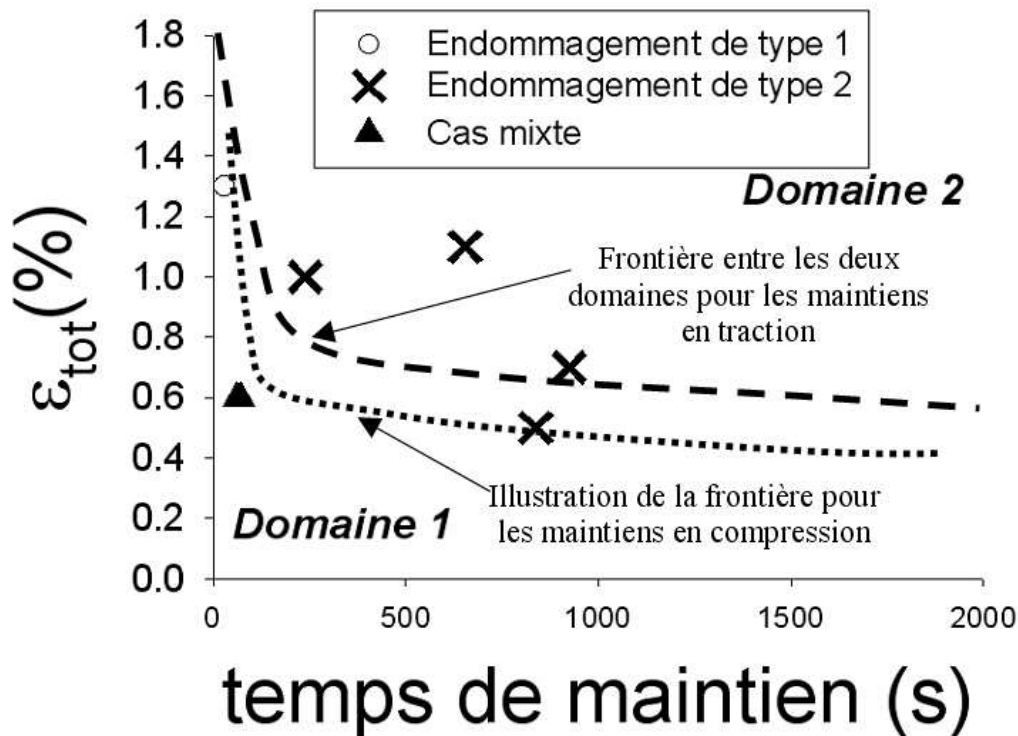 1.8
1.6
1.4
1.2
1.0
0.8
0.6
0.4
0.2
0.0
εtot (%)
Endommagement de type 1
Endommagement de type 2
Cas mixte
Domaine 2
Frontière entre les deux
domaines pour les maintiens
en traction
Illustration de la frontière pour
les maintiens en compression
Domaine 1
0 500 1000 1500 2000
temps de maintien (s)